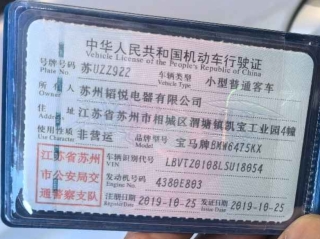 中华人民共和国机动车行驶证
Vehicle License of the People's Republic of China
号牌号码 苏UZZ9Z2 车辆类型 小型普通客车
Plate No. Vehicle Type
所有人 苏州韬悦电器有限公司
Owner
住址 江苏省苏州市相城区渭塘镇凯宝工业园4幢
Address
使用性质 非营运 品牌型号 宝马牌BMW6475KX
Use Character Model
江苏省苏州
市公安局交
通警察支队
车辆识别代号 LBVTZ0108LSU18054
VIN
发动机号码 4380E803
Engine No.
注册日期 2019-10-25 发证日期 2019-10-25
Register Date Issue Date